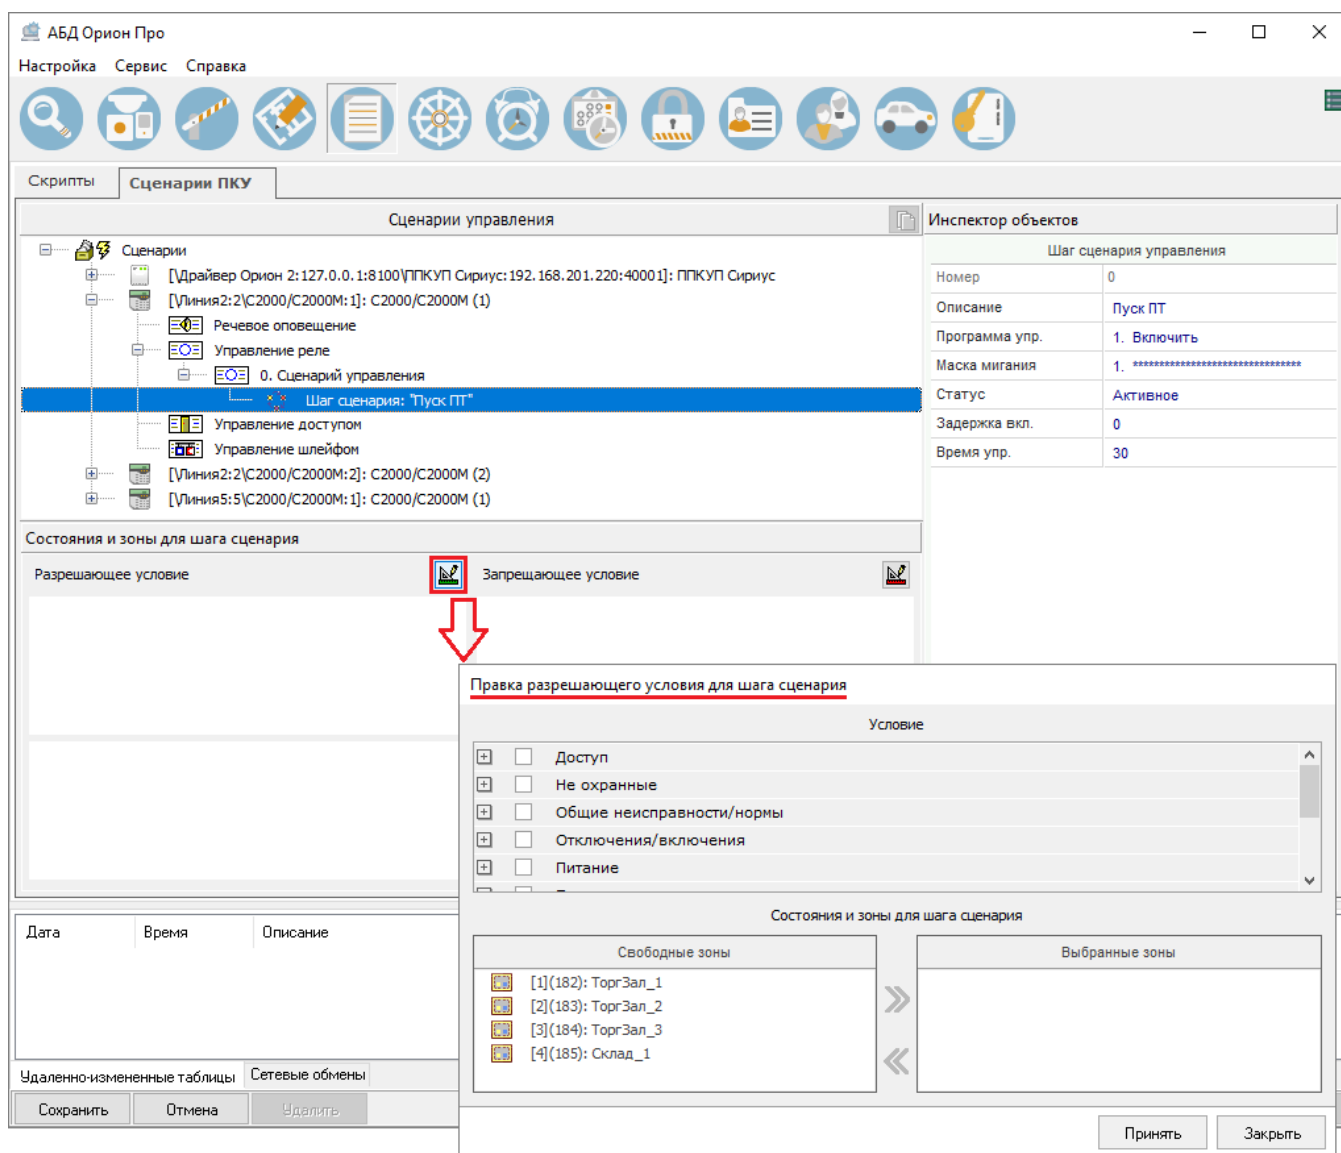 АБД Орион Про
Настройка Сервис Справка
Скрипты Сценарии ПКУ
Сценарии управления
Инспектор объектов
Сценарии
[\Драйвер Орион 2:127.0.0.1:8100\ППКУП Сириус:192.168.201.220:40001]: ППКУП Сириус
[\Линия2:2\С2000/С2000М:1]: С2000/С2000М (1)
Речевое оповещение
Управление реле
0. Сценарий управления
Шаг сценария: "Пуск ПТ"
Управление доступом
Управление шлейфом
[\Линия2:2\С2000/С2000М:2]: С2000/С2000М (2)
[\Линия5:5\С2000/С2000М:1]: С2000/С2000М (1)
Шаг сценария управления
Номер 0
Описание Пуск ПТ
Программа упр. 1. Включить
Маска мигания 1. ********************************
Статус Активное
Задержка вкл. 0
Время упр. 30
Состояния и зоны для шага сценария
Разрешающее условие Запрещающее условие
Правка разрешающего условия для шага сценария
Условие
Доступ
Не охранные
Общие неисправности/нормы
Отключения/включения
Питание
Состояния и зоны для шага сценария
Свободные зоны Выбранные зоны
[1](182): ТоргЗал_1
[2](183): ТоргЗал_2
[3](184): ТоргЗал_3
[4](185): Склад_1
Принять Закрыть
Дата Время Описание
Удаленно-измененные таблицы Сетевые обмены
Сохранить Отмена Удалить